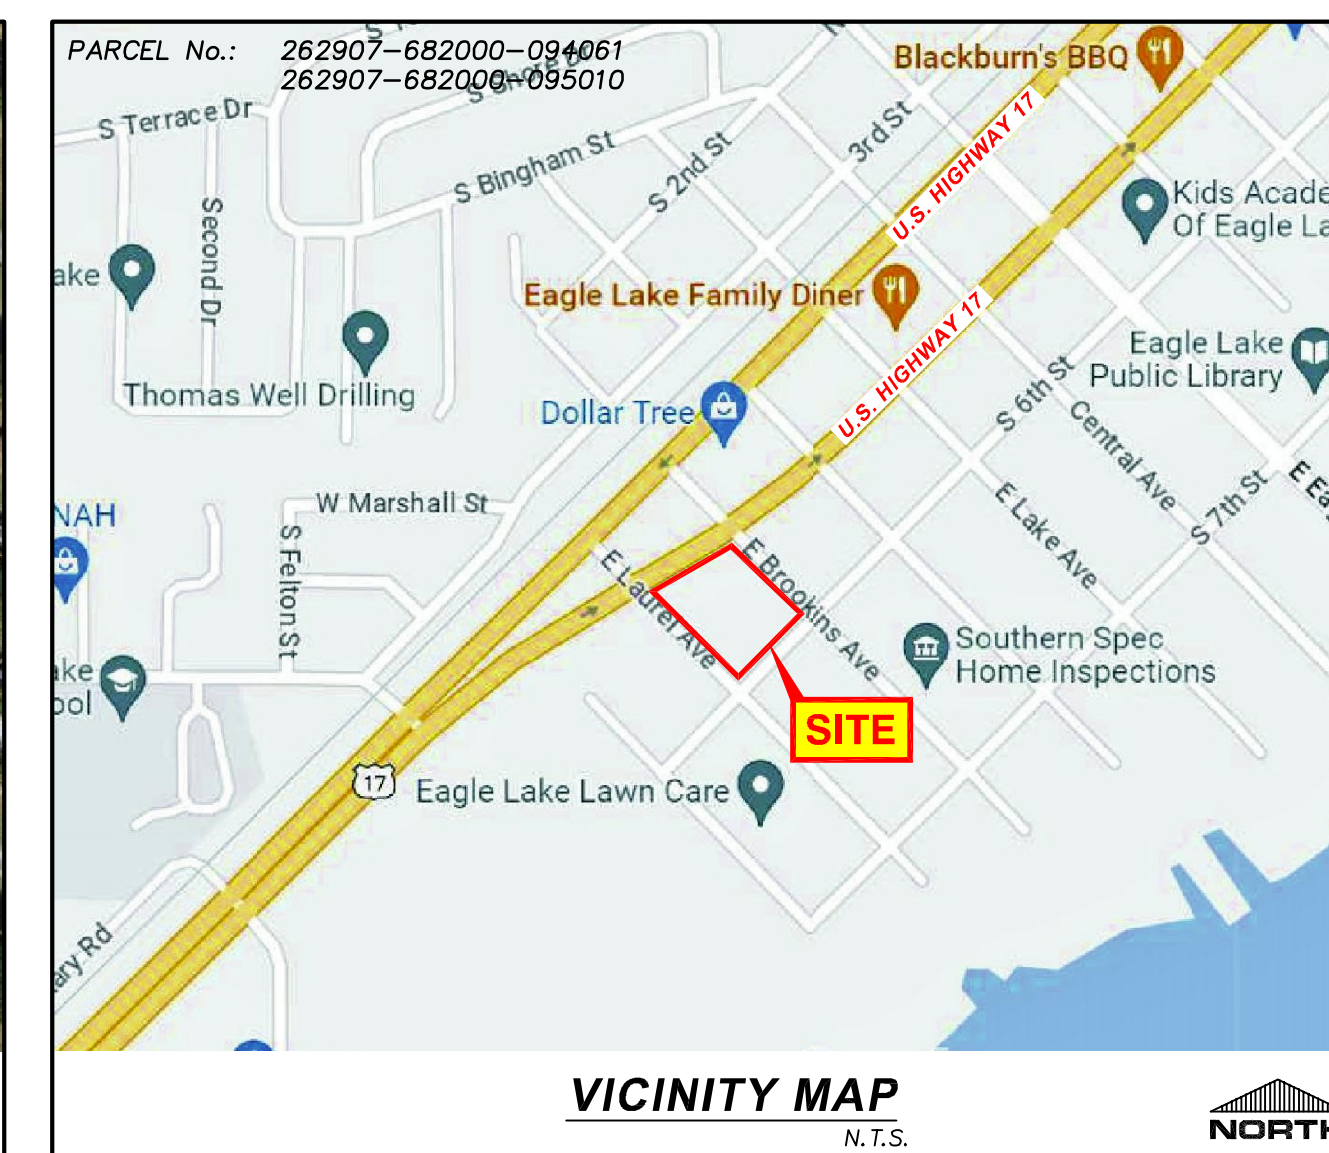 PARCEL No.: 262907-682000-094061
262907-682000-095010
S Shore Dr
Blackburn's BBQ
S Terrace Dr
3rd St
U.S. HIGHWAY 17
S Bingham St
S 2nd St
Kids Acade
Of Eagle La
Second Dr
ake
Eagle Lake Family Diner
U.S. HIGHWAY 17
Eagle Lake
Public Library
Thomas Well Drilling
Dollar Tree
S 6th St
Central Ave
W Marshall St
S 7th St
E Ea
NAH
S Felton St
E Lake Ave
E Laurel Ave
E Brookins Ave
Southern Spec
Home Inspections
ke
ool
SITE
17
Eagle Lake Lawn Care
ary Rd
VICINITY MAP
N.T.S.
NORTH